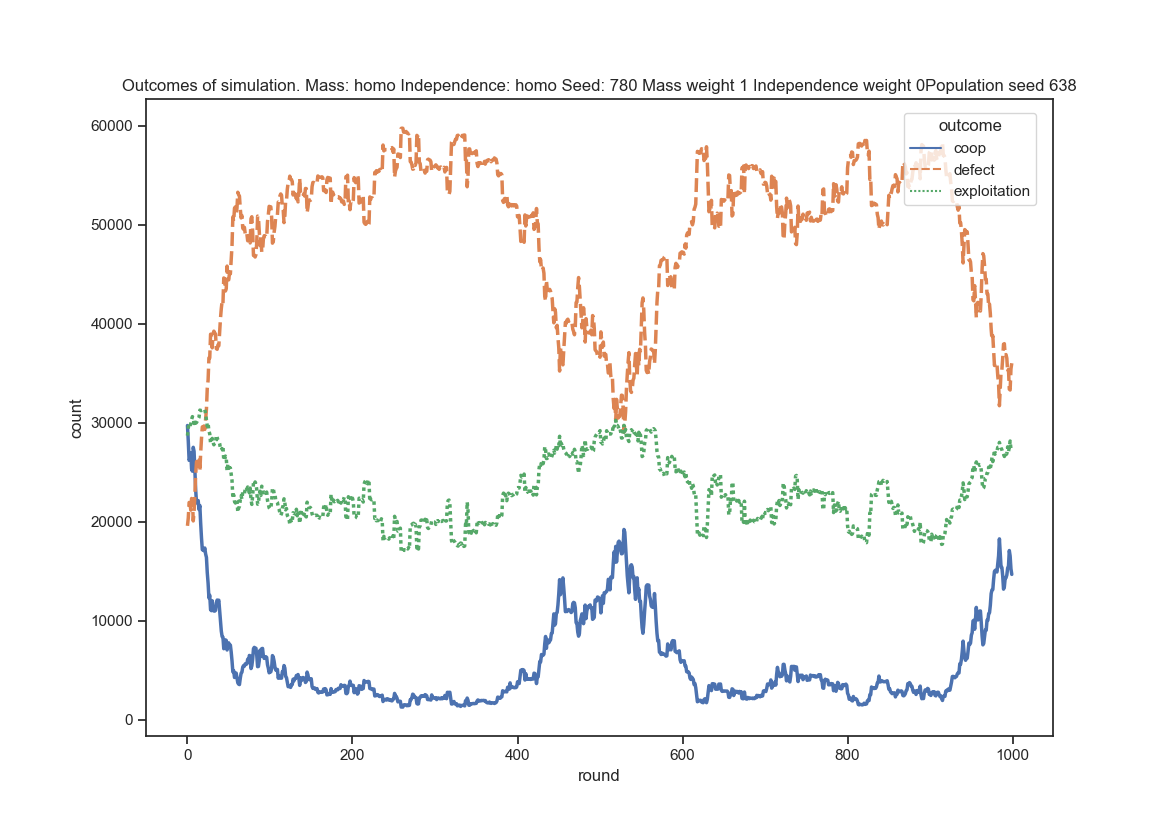 Outcomes of simulation. Mass: homo Independence: homo Seed: 780 Mass weight 1 Independence weight 0Population seed 638
outcome
coop
defect
exploitation
60000
50000
40000
30000
20000
10000
0
count
0 200 400 600 800 1000
round